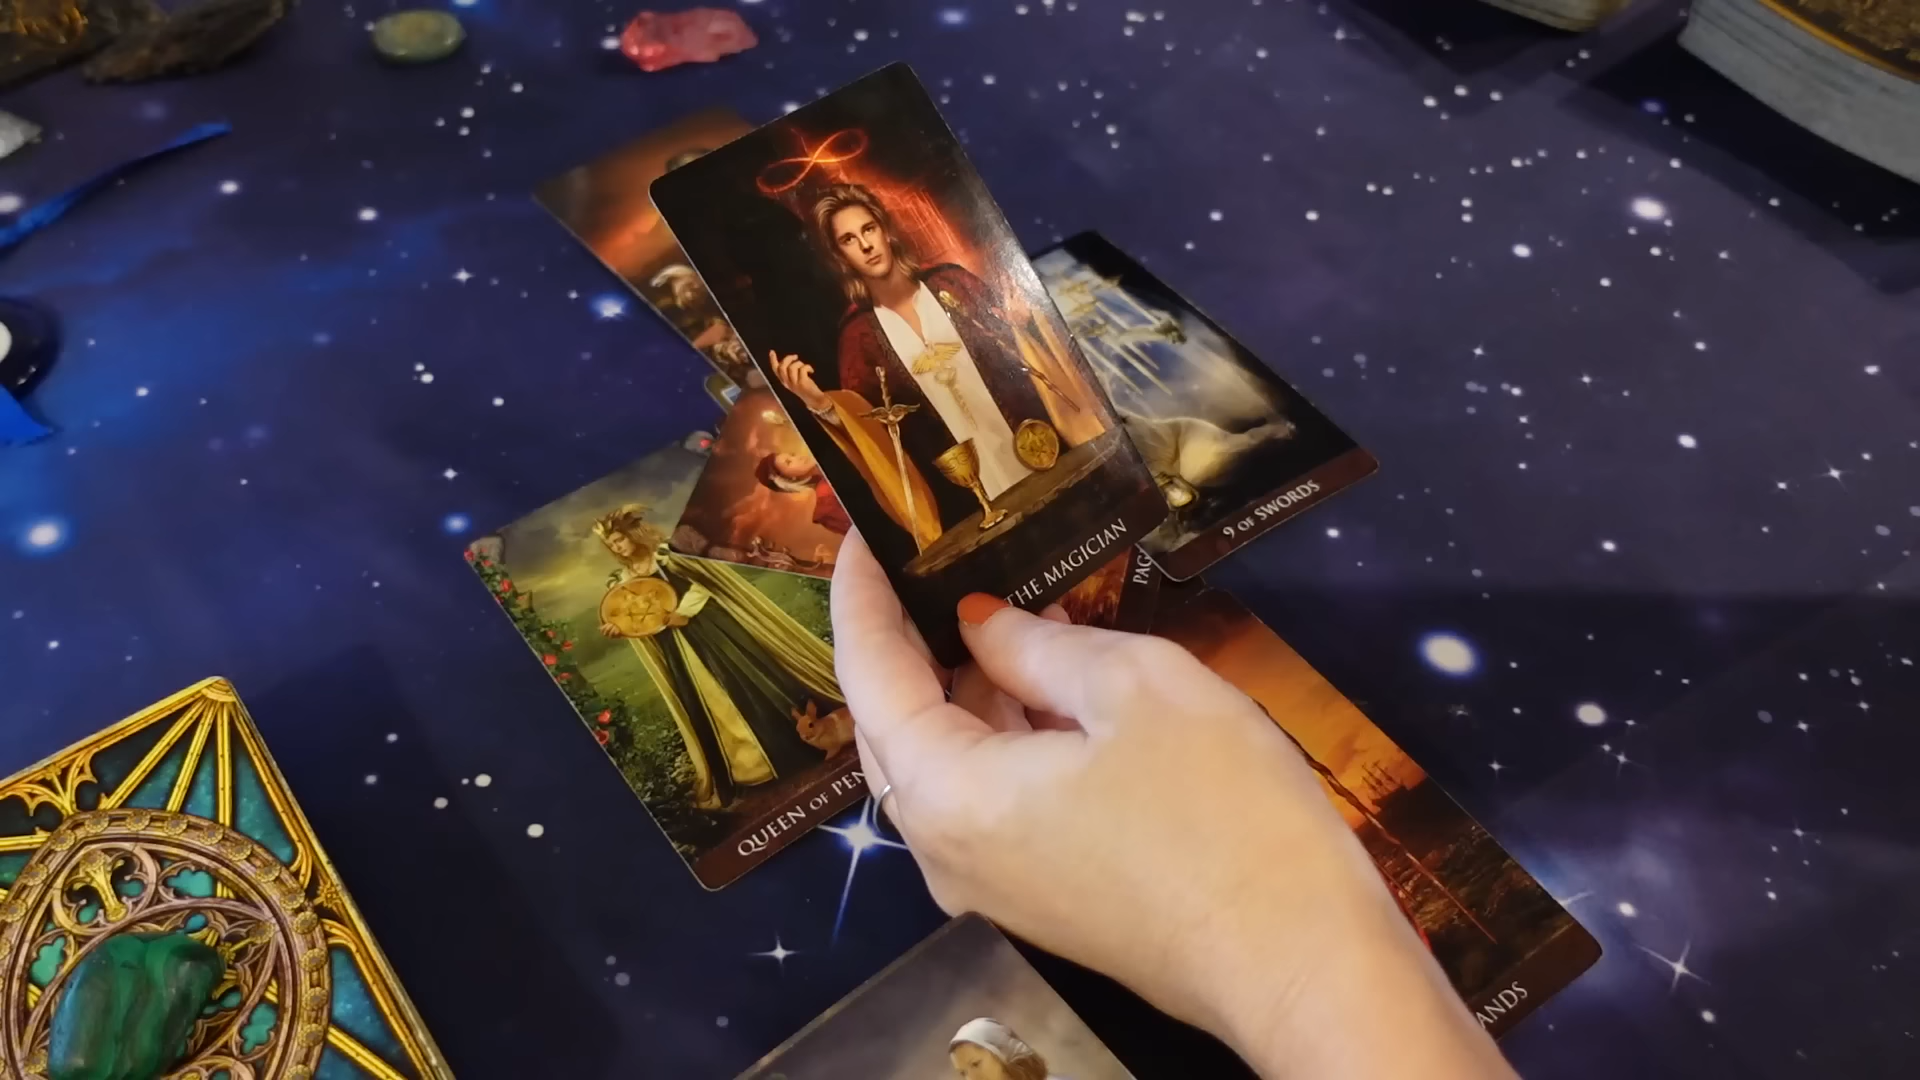 THE MAGICIAN
9 OF SWORDS
PAG
QUEEN OF PEN
ANDS